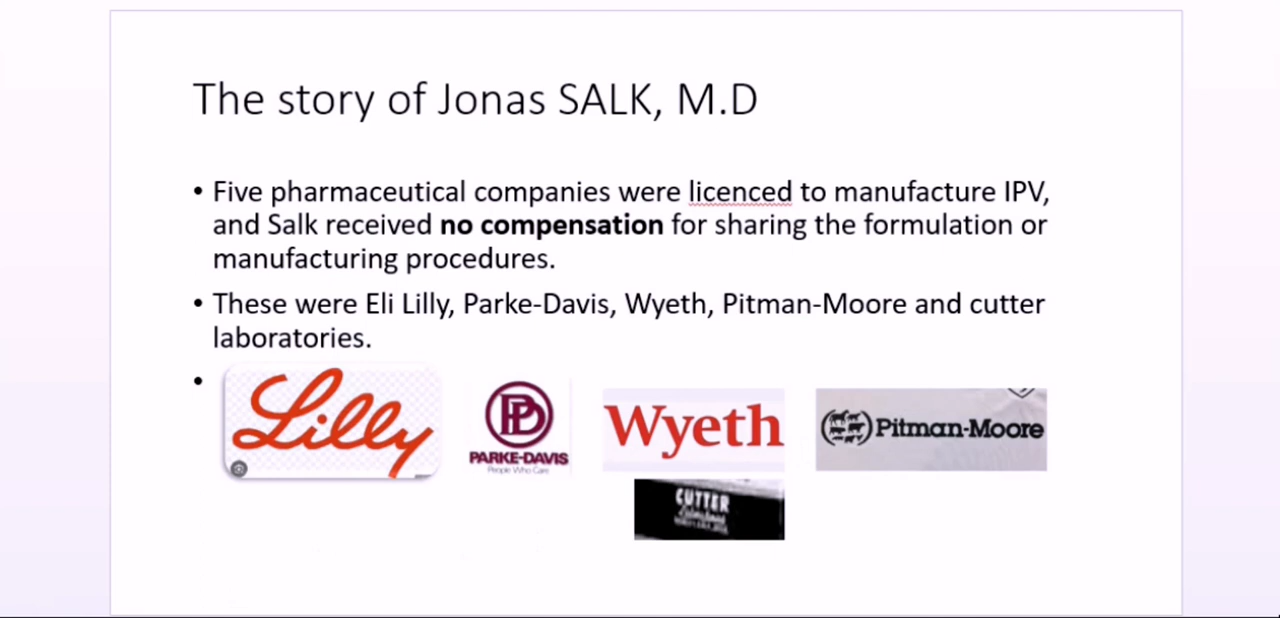 The story of Jonas SALK, M.D
• Five pharmaceutical companies were licenced to manufacture IPV,
and Salk received no compensation for sharing the formulation or
manufacturing procedures.
• These were Eli Lilly, Parke-Davis, Wyeth, Pitman-Moore and cutter
laboratories.
•
Lilly
PARKE-DAVIS
People Who Care
Wyeth
Pitman-Moore
CUTTER